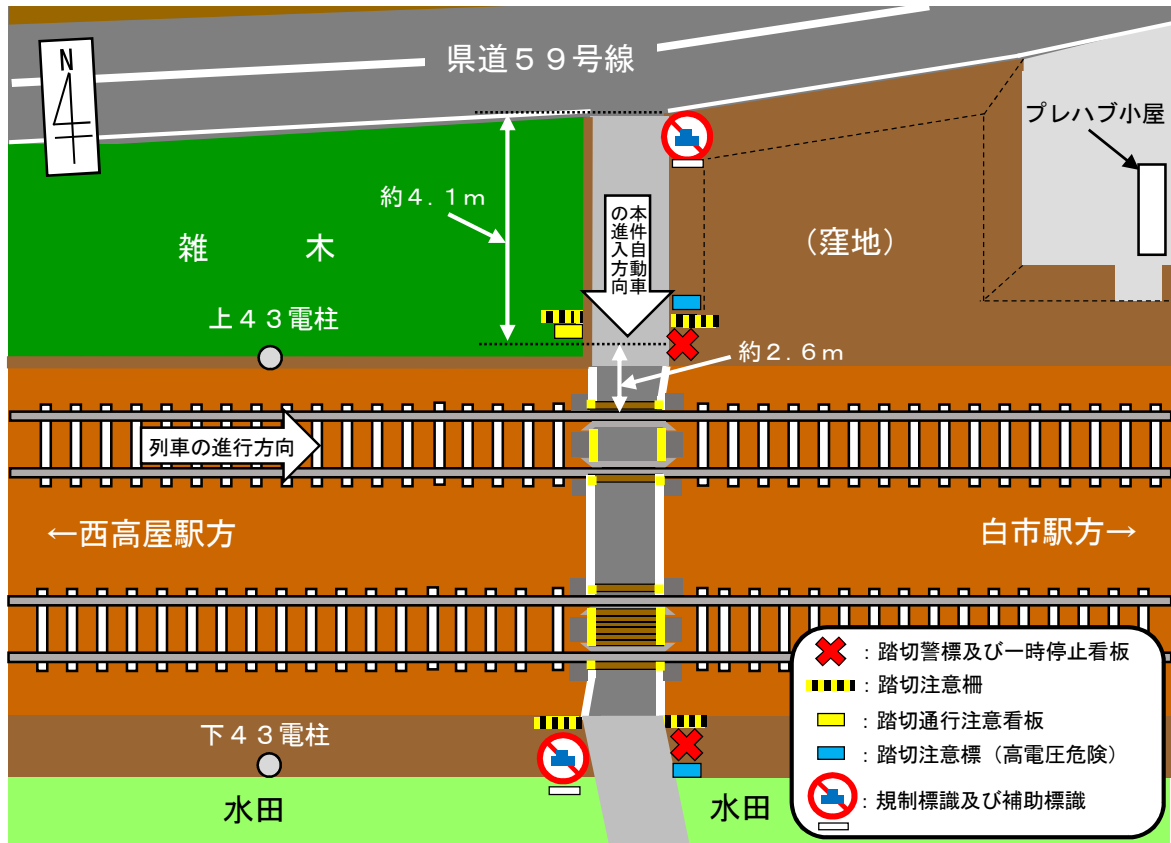 県道５９号線
N
プレハブ小屋
約４．１ｍ
本件自動車
の進入方向
雑　木
（窪地）
上４３電柱
約２．６ｍ
列車の進行方向
←西高屋駅方
白市駅方→
：踏切警標及び一時停止看板
：踏切注意柵
：踏切通行注意看板
：踏切注意標（高電圧危険）
：規制標識及び補助標識
下４３電柱
水田
水田